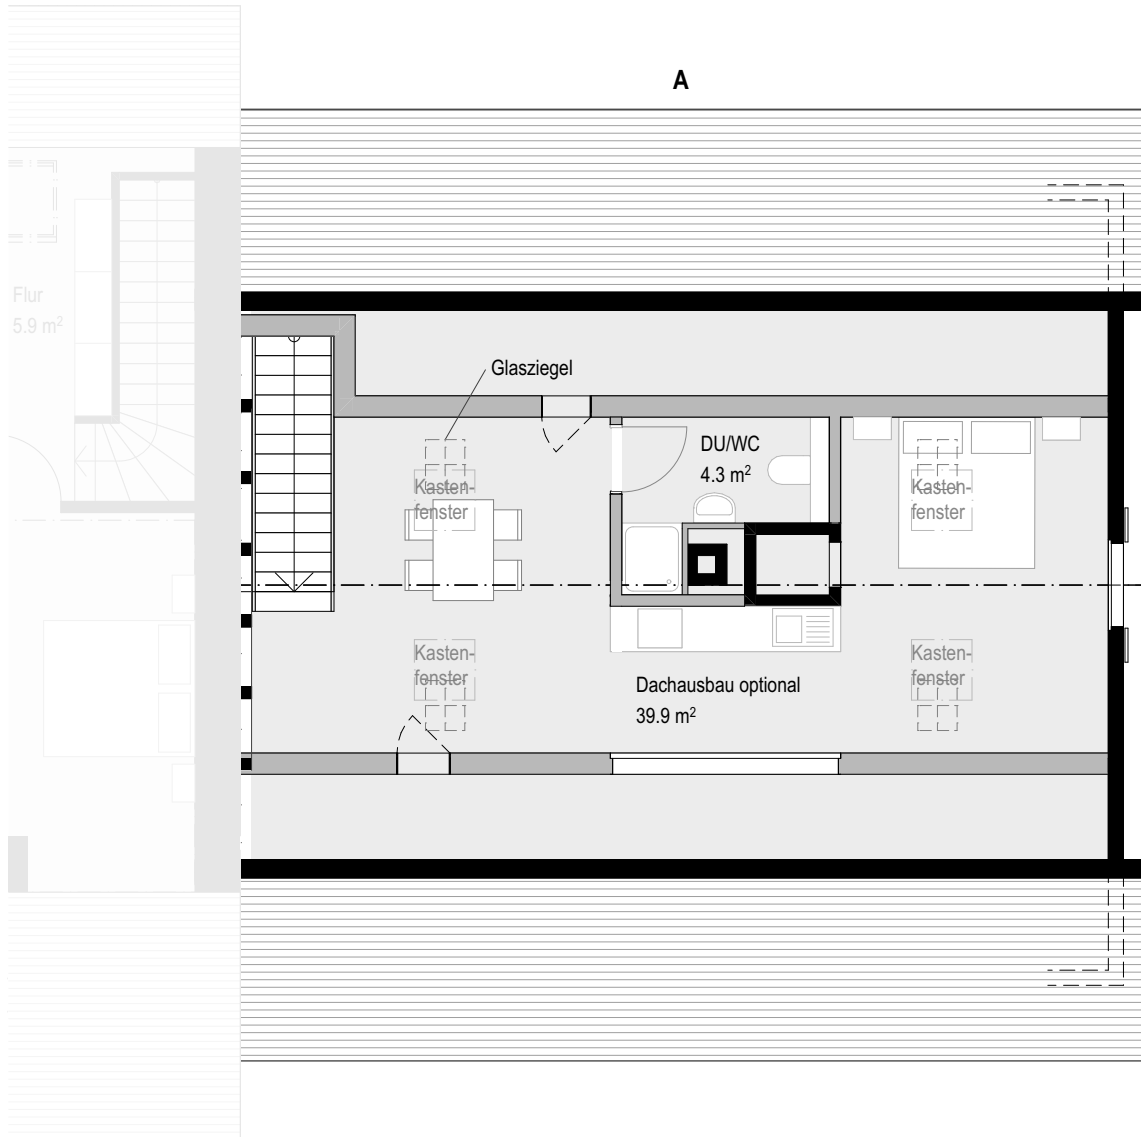 A
Flur
5.9 m²
Glasziegel
DU/WC
4.3 m²
Kasten-
fenster
Kasten-
fenster
Kasten-
fenster
Kasten-
fenster
Dachausbau optional
39.9 m²